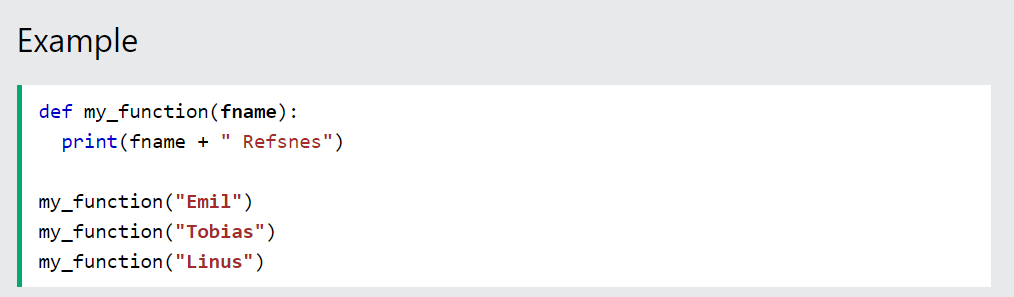 Example
def my_function(fname):
  print(fname + " Refsnes")
my_function("Emil")
my_function("Tobias")
my_function("Linus")